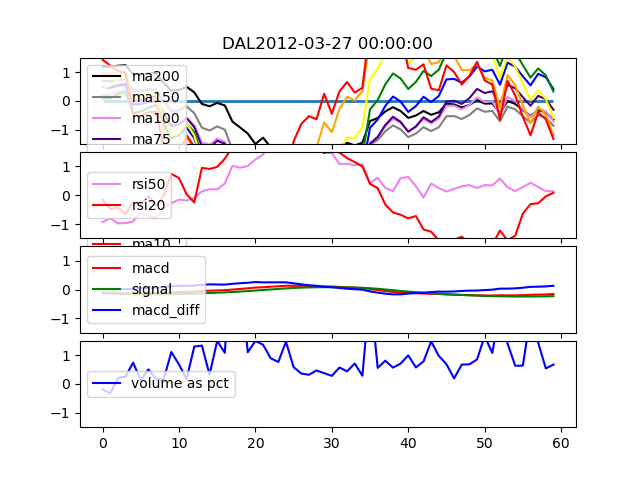 DAL2012-03-27 00:00:00
1
0
−1
ma200
ma150
ma100
ma75
1
0
−1
rsi50
rsi20
ma10
1
0
−1
macd
signal
macd_diff
1
0
−1
volume as pct
0 10 20 30 40 50 60